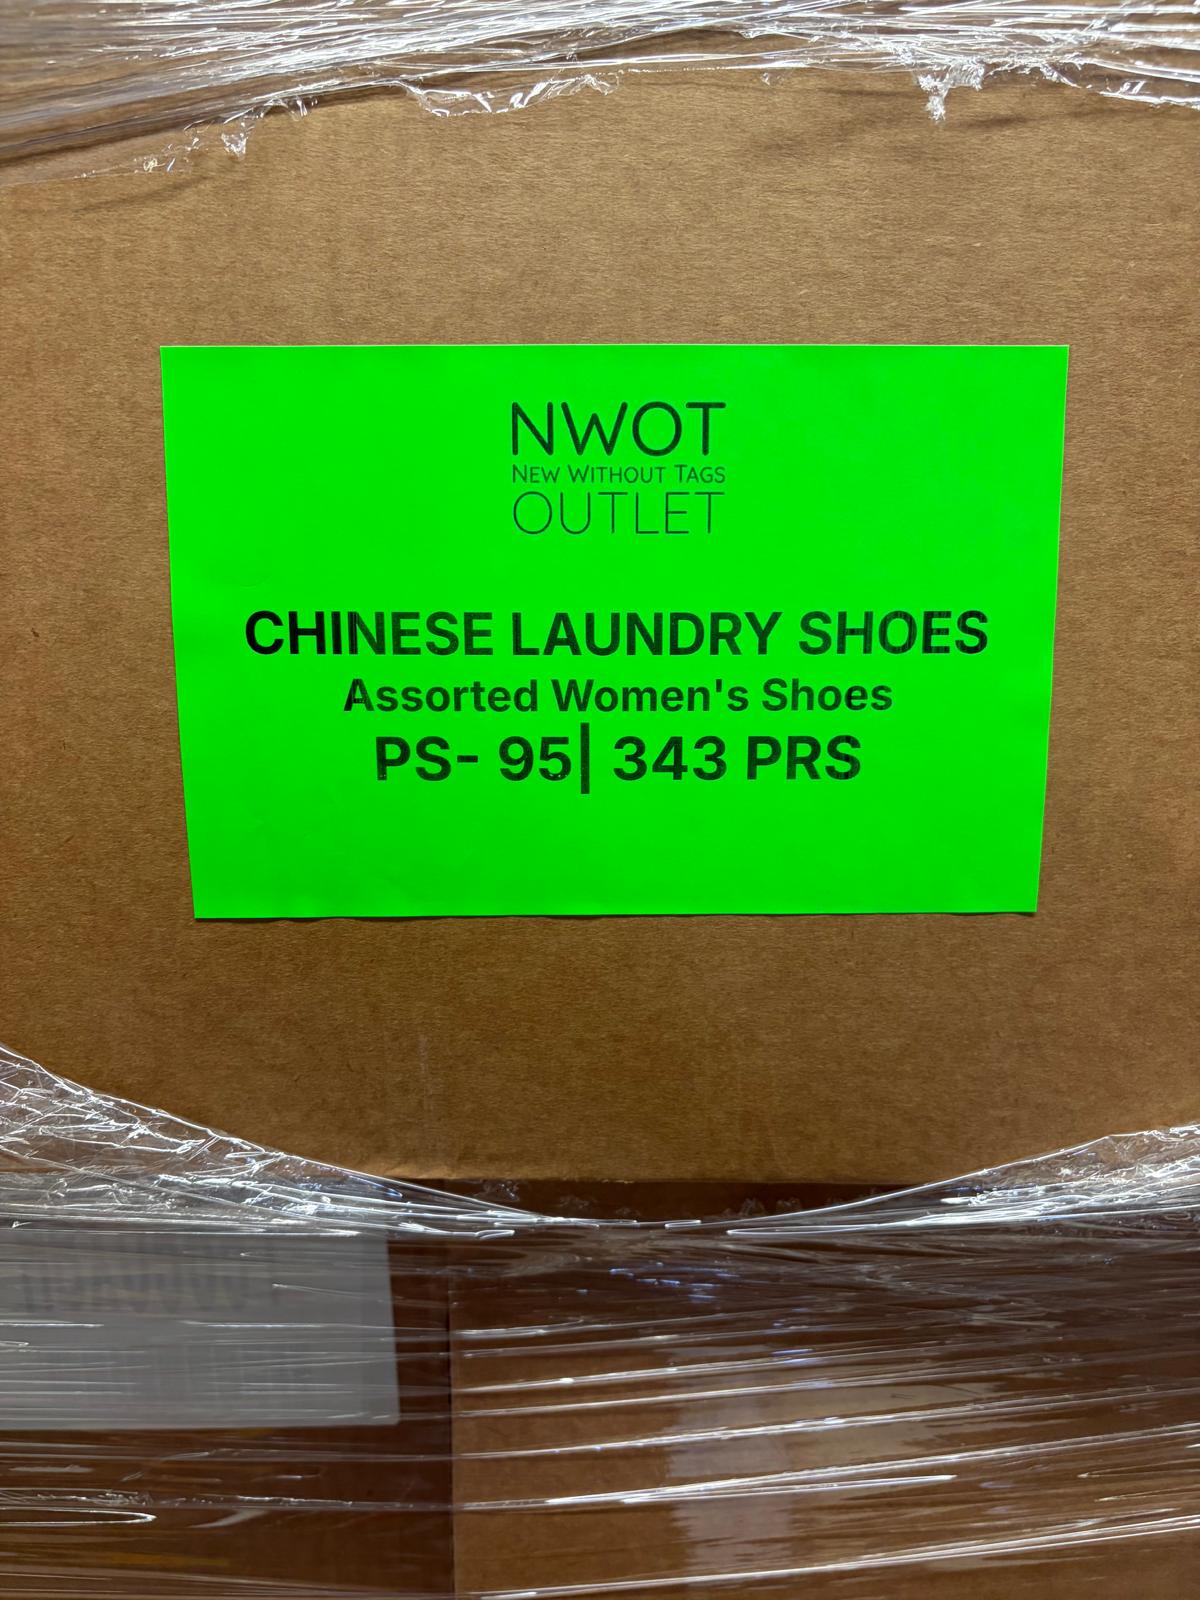 NWOT
NEW WITHOUT TAGS
OUTLET
CHINESE LAUNDRY SHOES
Assorted Women's Shoes
PS- 95| 343 PRS